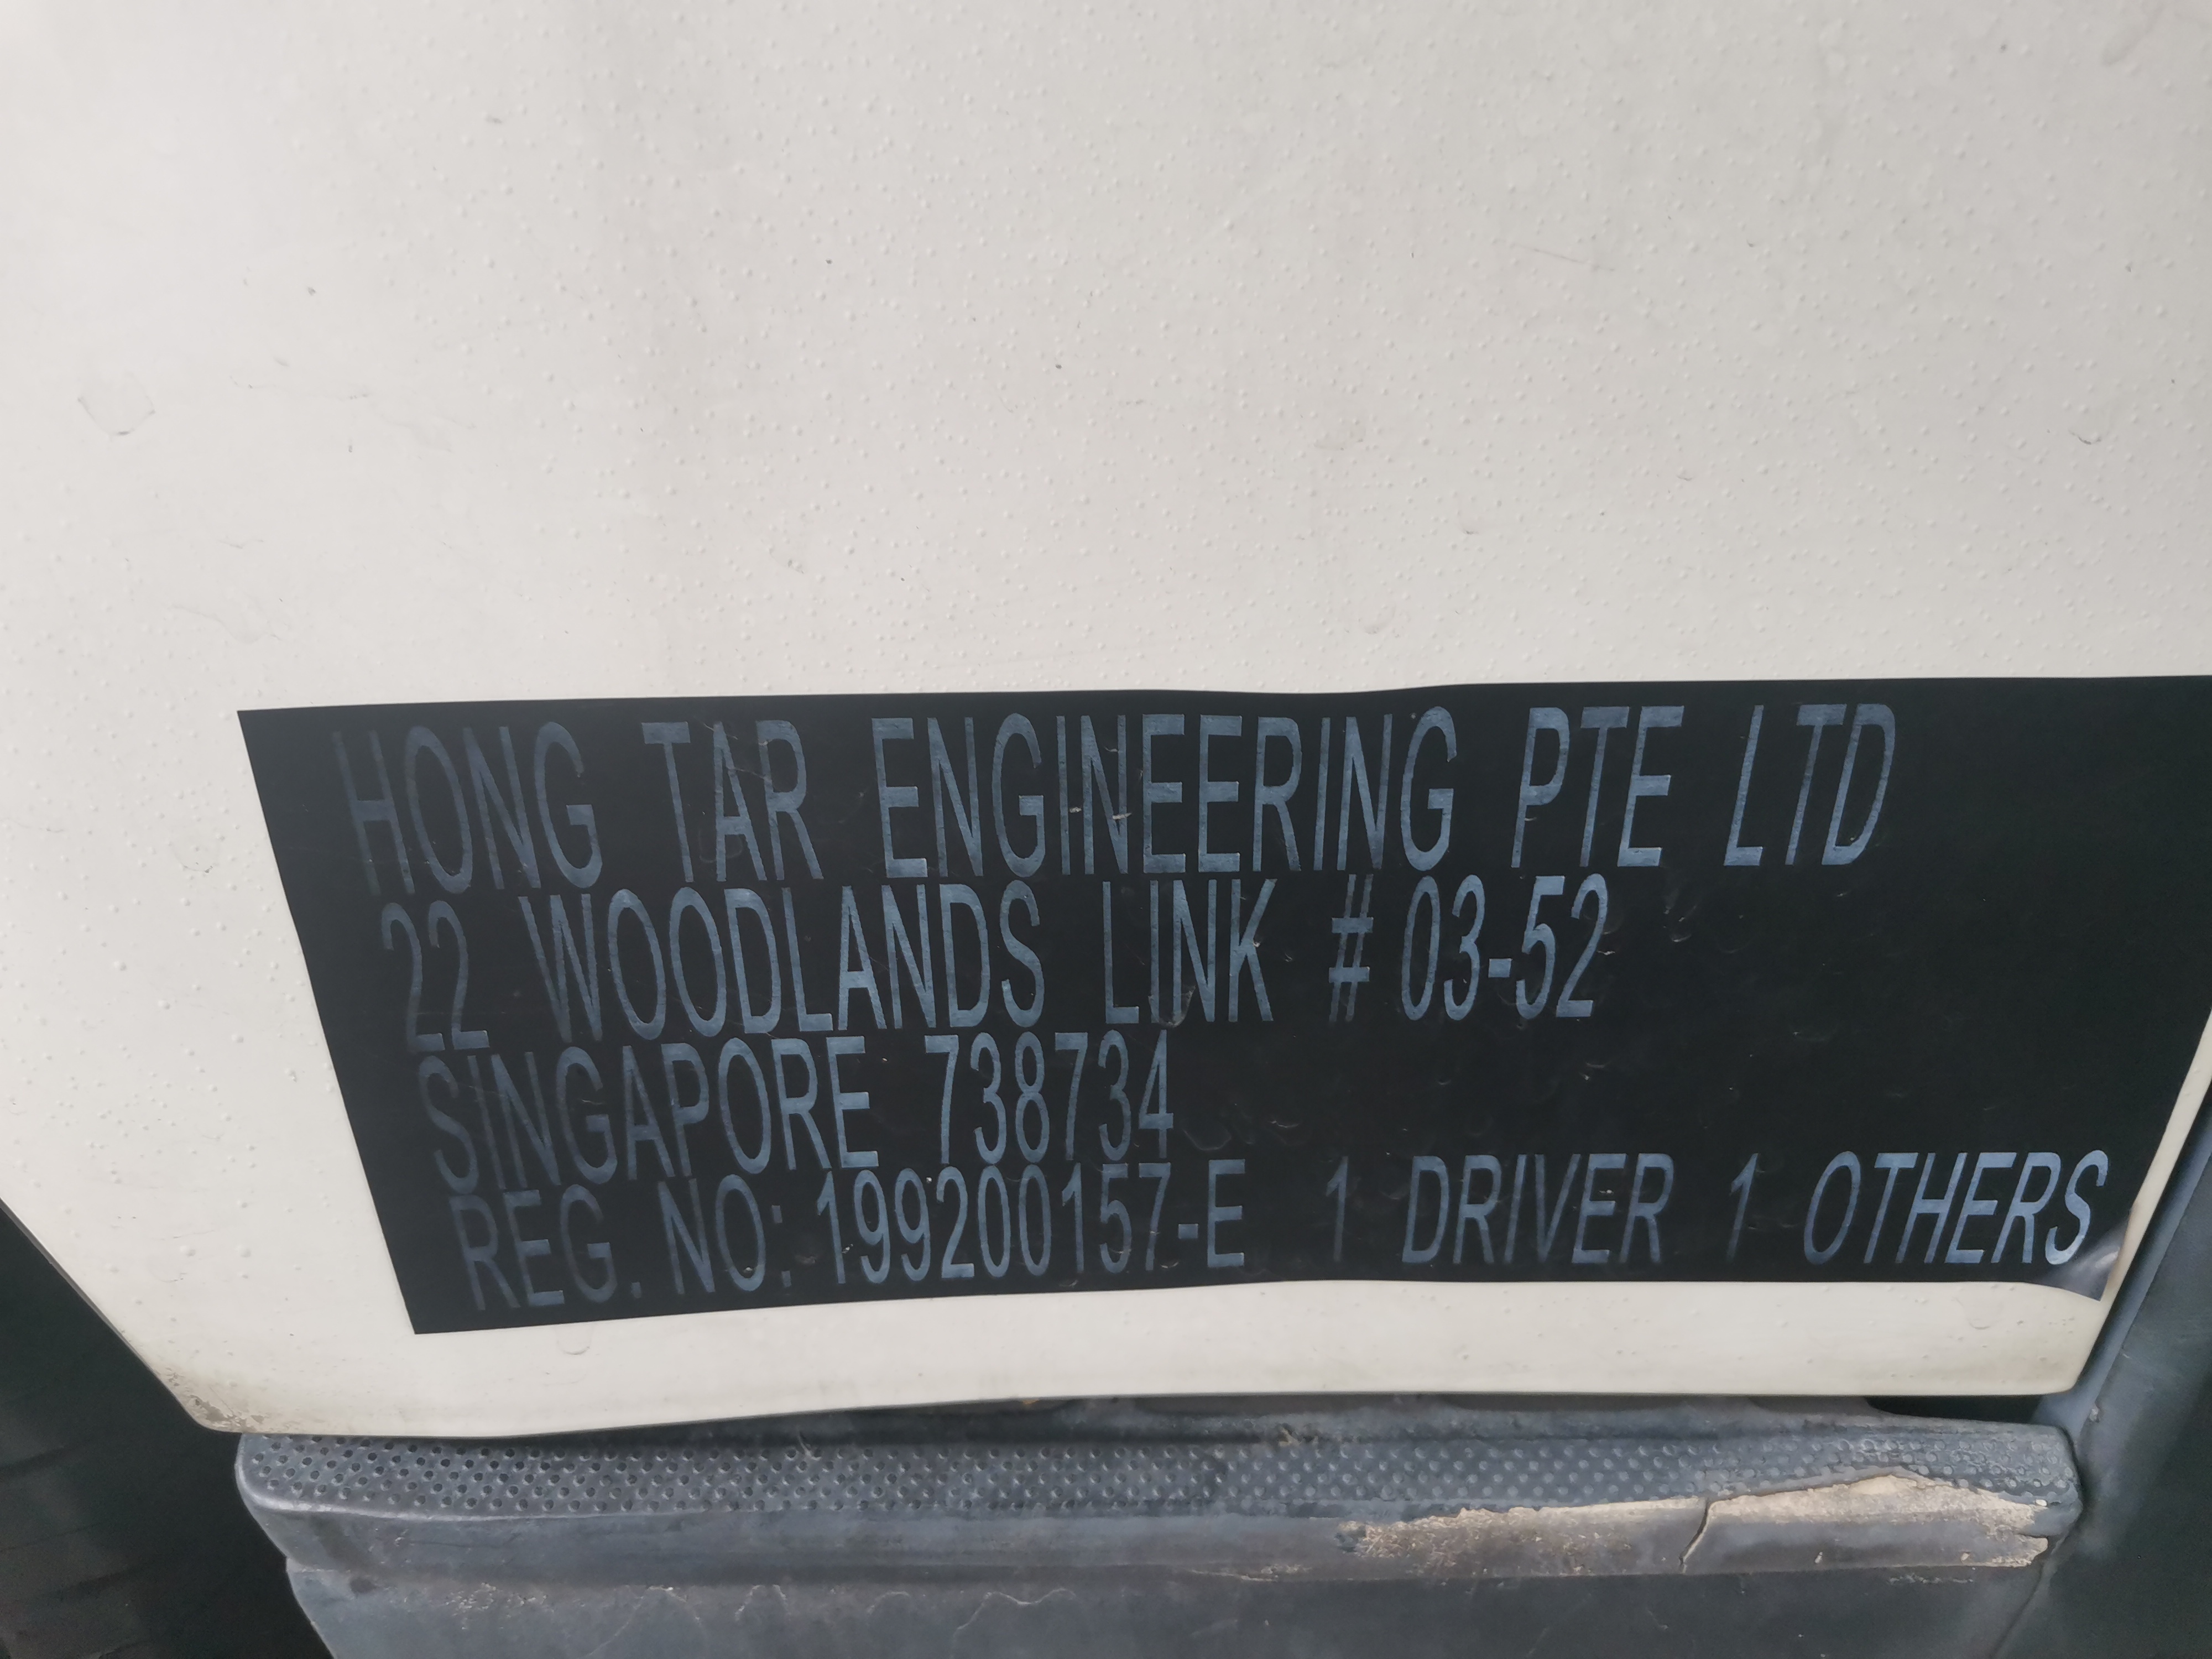 HONG TAR ENGINEERING PTE LTD
22 WOODLANDS LINK # 03-52
SINGAPORE 738734
REG. NO: 199200157-E 1 DRIVER 1 OTHERS